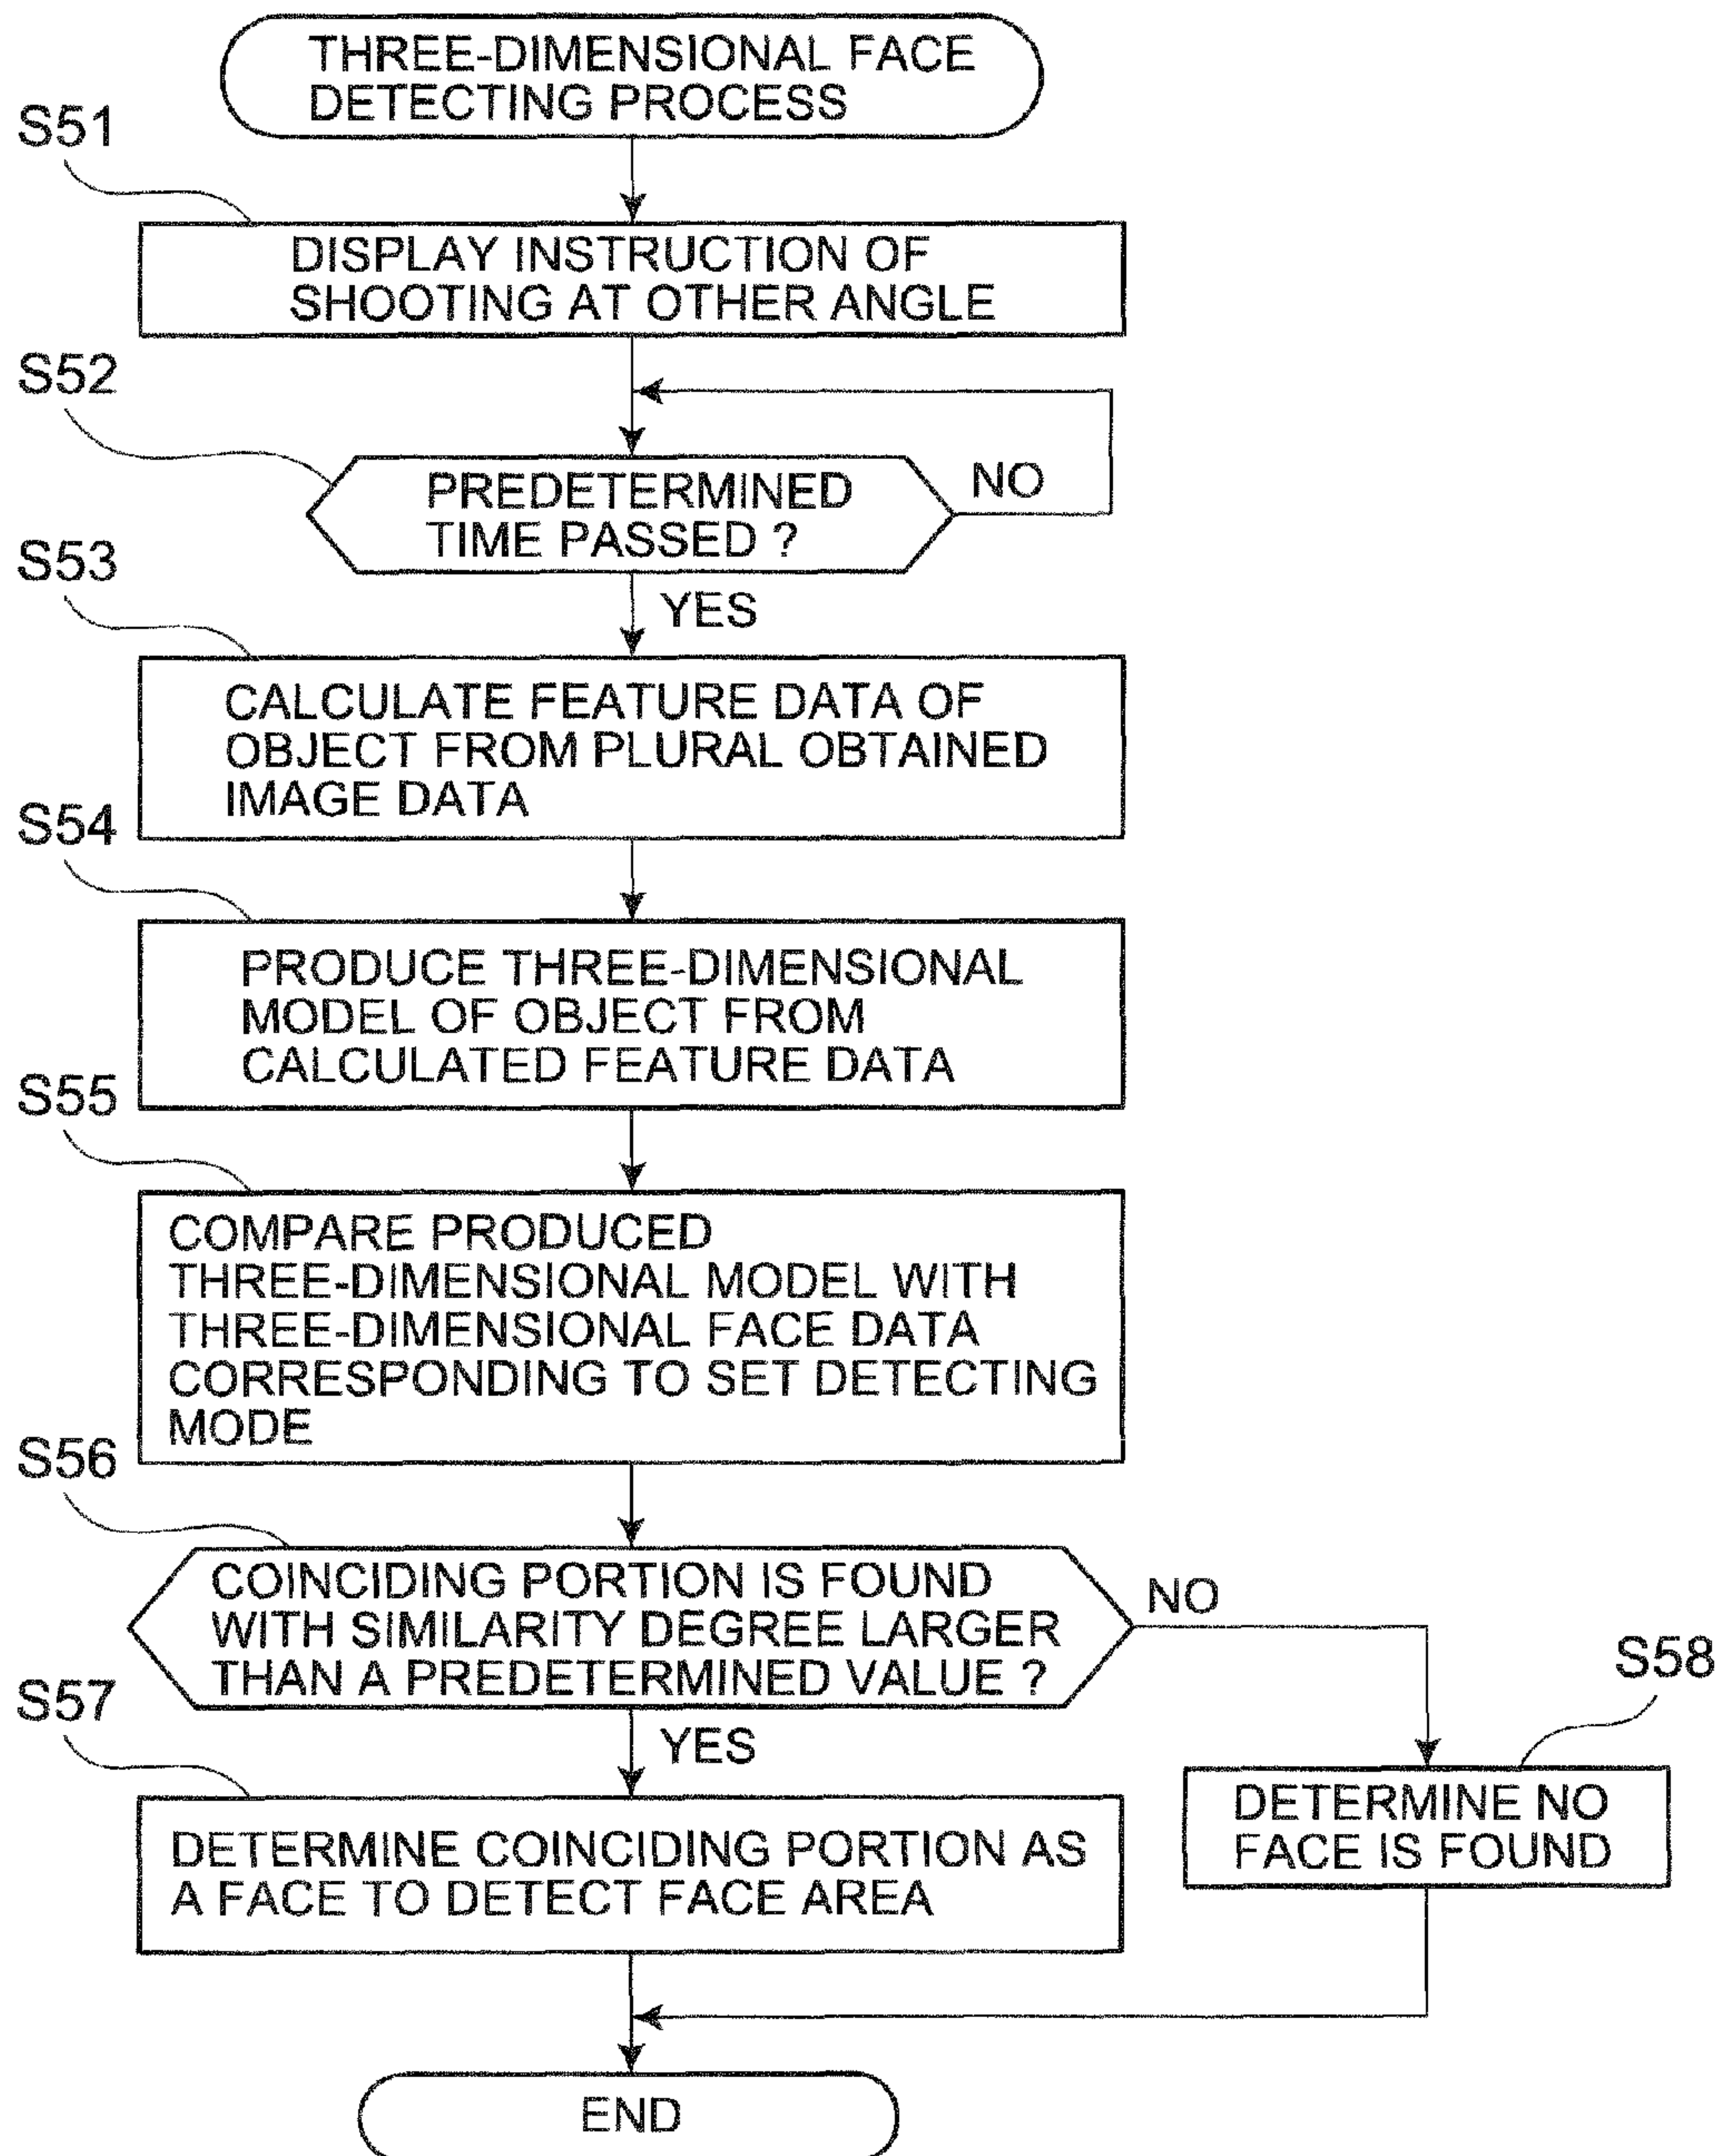 THREE-DIMENSIONAL FACE
DETECTING PROCESS
S51
DISPLAY INSTRUCTION OF
SHOOTING AT OTHER ANGLE
S52
PREDETERMINED
TIME PASSED ?
NO
YES
S53
CALCULATE FEATURE DATA OF
OBJECT FROM PLURAL OBTAINED
IMAGE DATA
S54
PRODUCE THREE-DIMENSIONAL
MODEL OF OBJECT FROM
CALCULATED FEATURE DATA
S55
COMPARE PRODUCED
THREE-DIMENSIONAL MODEL WITH
THREE-DIMENSIONAL FACE DATA
CORRESPONDING TO SET DETECTING
MODE
S56
COINCIDING PORTION IS FOUND
WITH SIMILARITY DEGREE LARGER
THAN A PREDETERMINED VALUE ?
NO
YES
S57
DETERMINE COINCIDING PORTION AS
A FACE TO DETECT FACE AREA
S58
DETERMINE NO
FACE IS FOUND
END